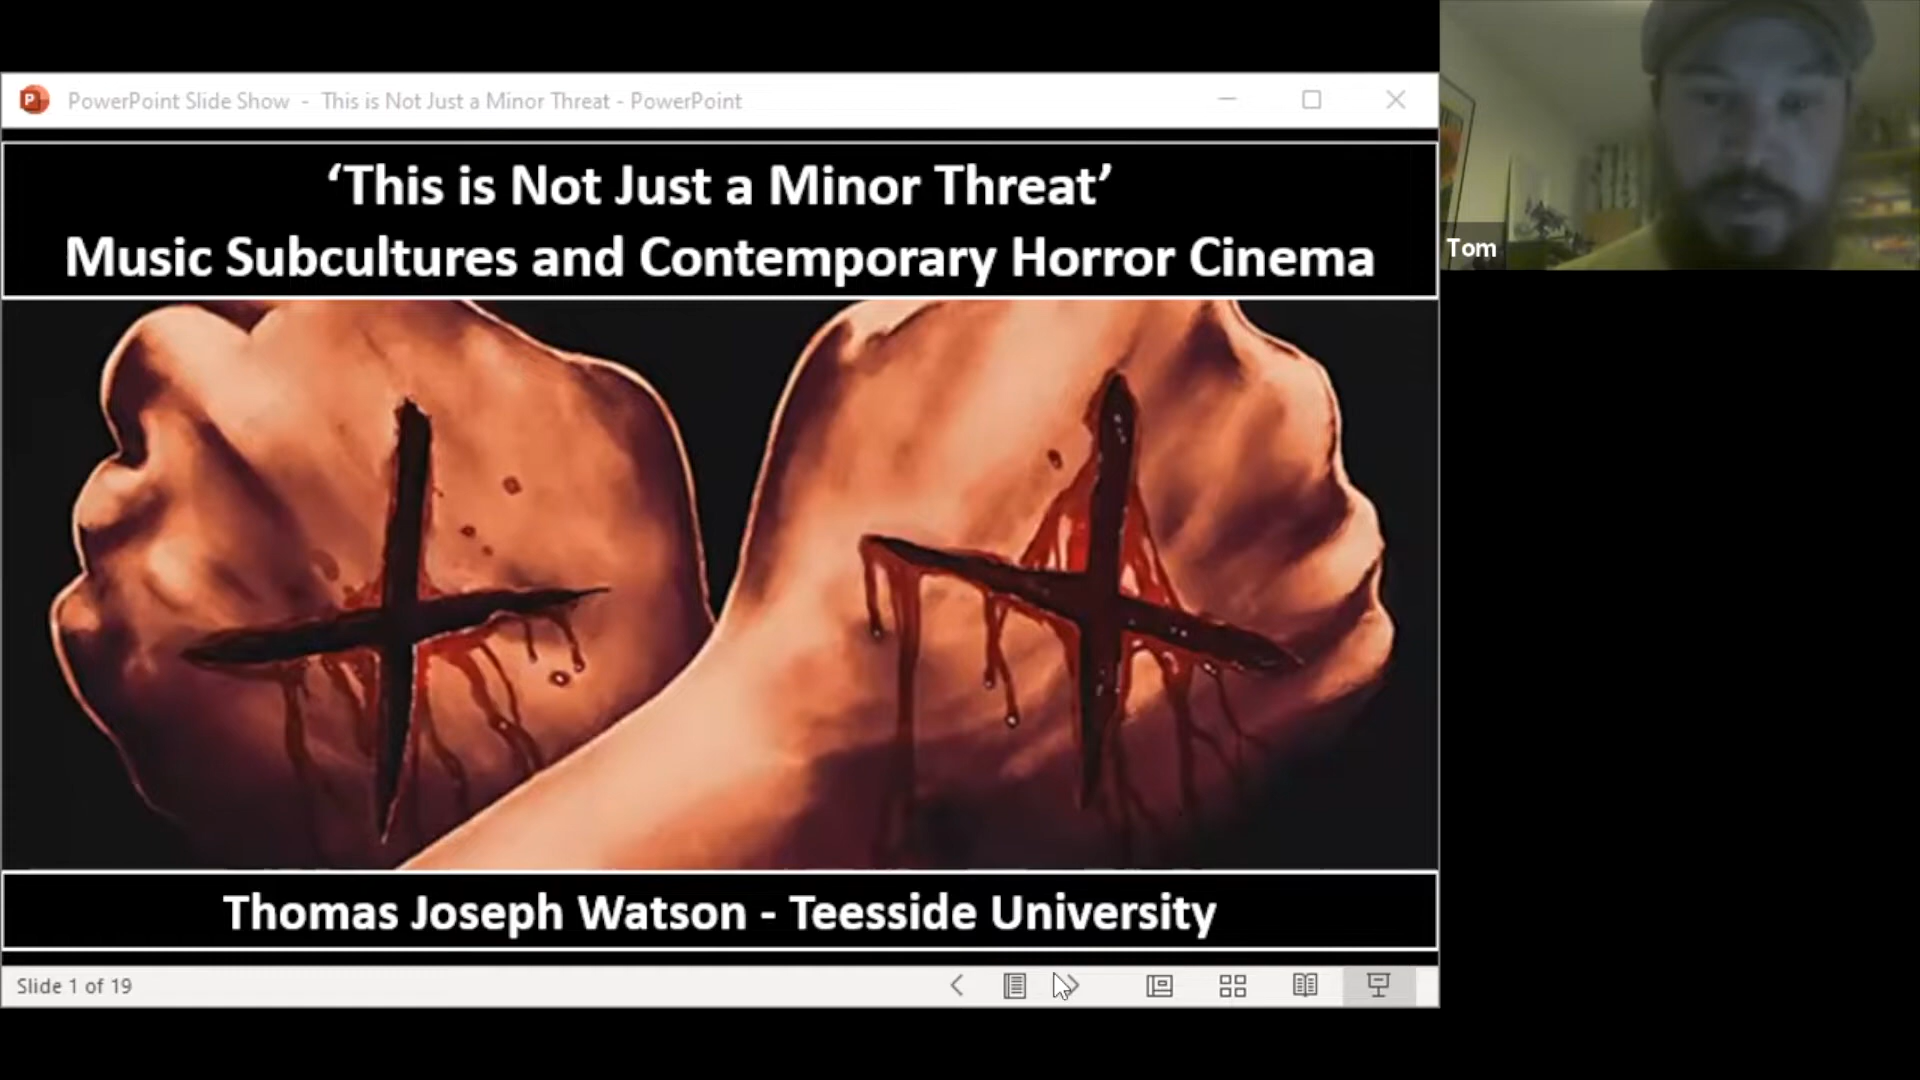 PowerPoint Slide Show - This is Not Just a Minor Threat - PowerPoint
‘This is Not Just a Minor Threat’
Music Subcultures and Contemporary Horror Cinema
Tom
Thomas Joseph Watson - Teesside University
Slide 1 of 19